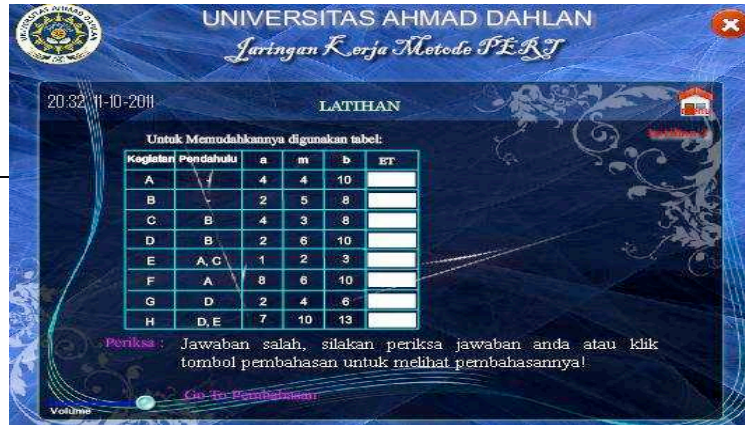 UNIVERSITAS AHMAD DAHLAN
Jaringan Kerja Metode PERT
20:32 11-10-2011
LATIHAN
Untuk Memudahkannya digunakan tabel:
Kegiatan Pendahulu a m b ET
A - 4 4 10
B - 2 5 8
C B 4 3 8
D B 2 6 10
E A, C 1 2 3
F A 8 6 10
G D 2 4 6
H D, E 7 10 13
Periksa : Jawaban salah, silakan periksa jawaban anda atau klik
tombol pembahasan untuk melihat pembahasannya!
Go To Pembahasan
Volume